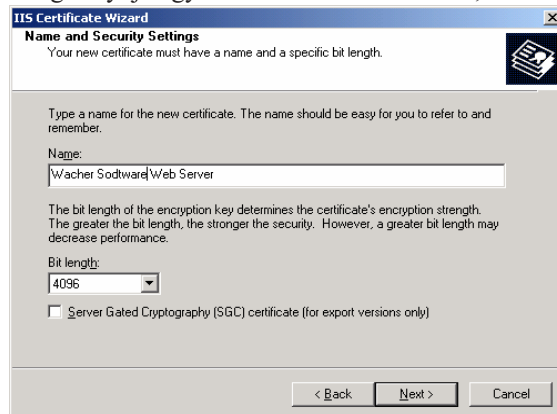 IIS Certificate Wizard
Name and Security Settings
Your new certificate must have a name and a specific bit length.
Type a name for the new certificate. The name should be easy for you to refer to and
remember.
Name:
Wacher Sodtware Web Server
The bit length of the encryption key determines the certificate's encryption strength.
The greater the bit length, the stronger the security. However, a greater bit length may
decrease performance.
Bit length:
4096
Server Gated Cryptography (SGC) certificate (for export versions only)
< Back
Next >
Cancel